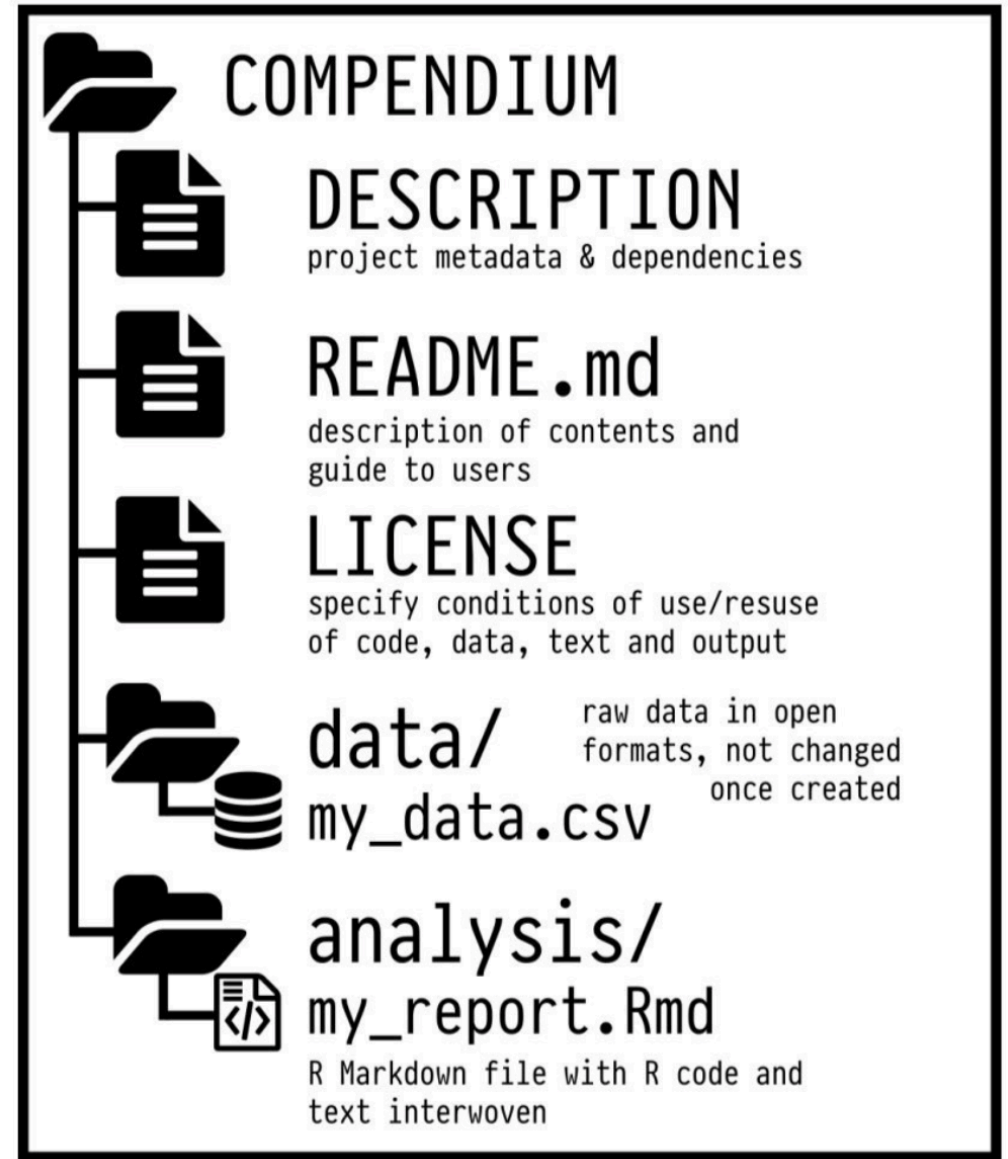 COMPENDIUM
DESCRIPTION
project metadata & dependencies
README.md
description of contents and
guide to users
LICENSE
specify conditions of use/resuse
of code, data, text and output
data/
raw data in open
formats, not changed
once created
my_data.csv
analysis/
my_report.Rmd
R Markdown file with R code and
text interwoven